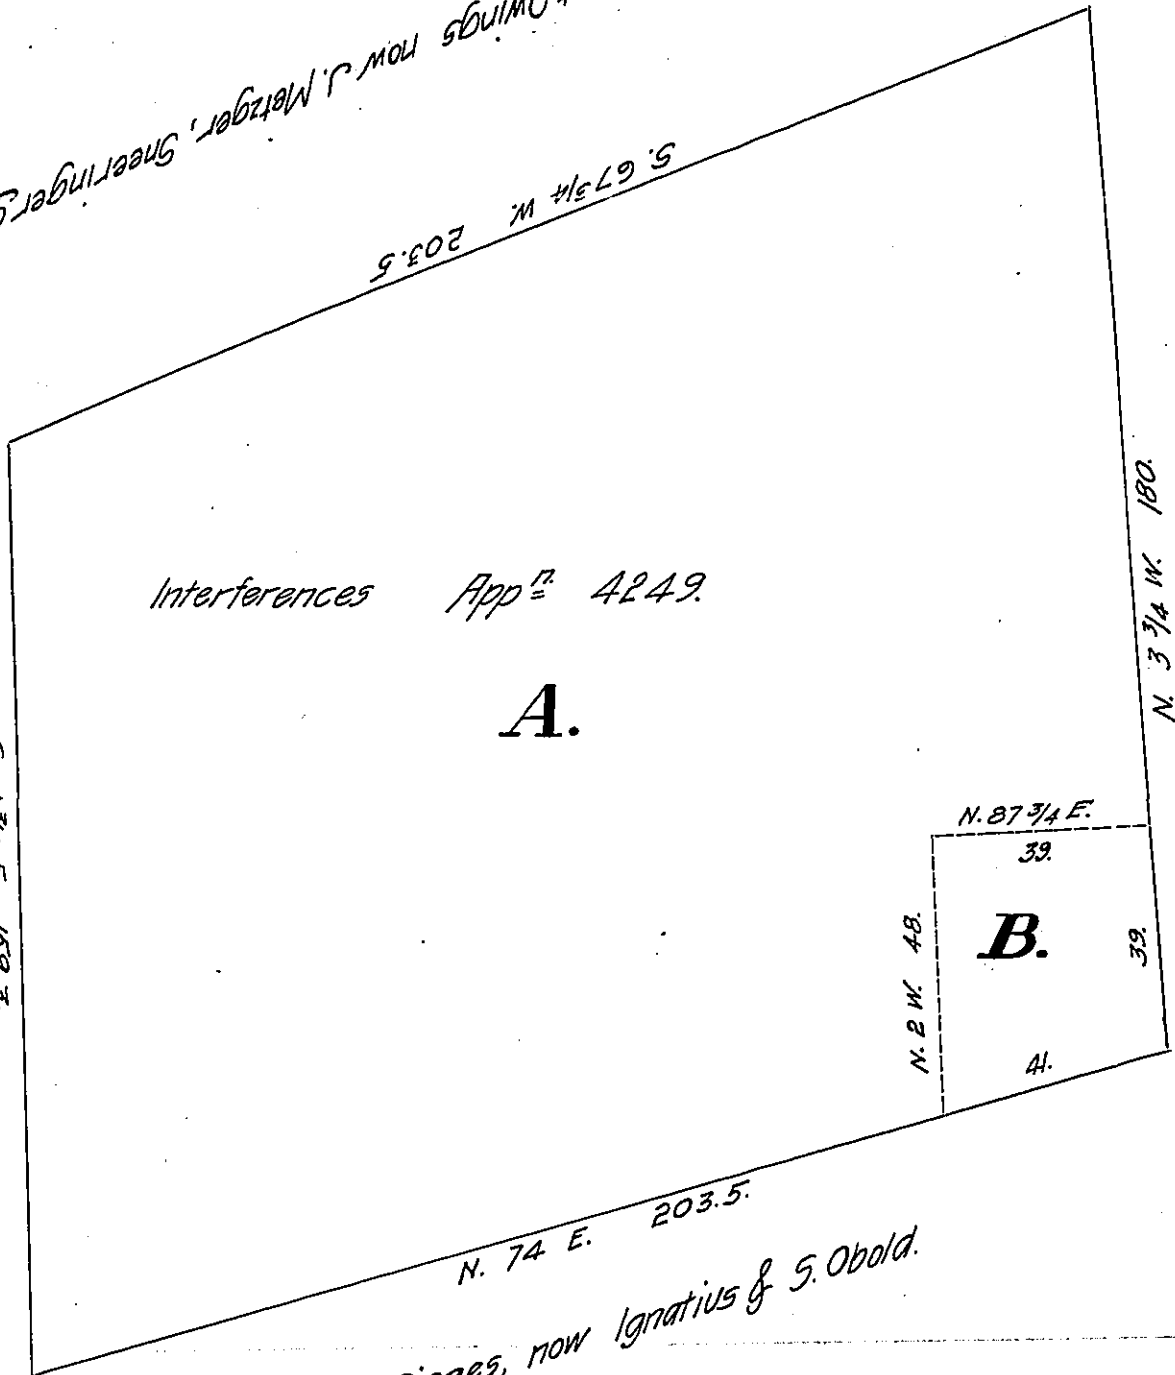 Owings now J. Metzger, Sneeringer,
S. 67 3/4 W. 203.5
Interferences Appn. 4249.
A.
N. 3 3/4 W. 180.
N. 87 3/4 E.
39.
B.
N. 2 W. 48.
39.
41.
N. 74 E. 203.5.
now Ignatius & S. Obold.